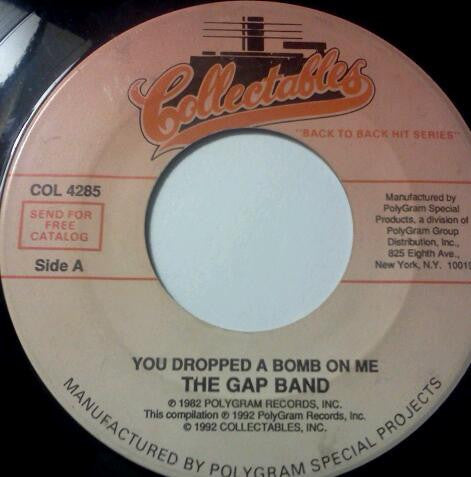 Collectables
"BACK TO BACK HIT SERIES"
COL 4285
SEND FOR
FREE
CATALOG
Side A
Manufactured by
PolyGram Special
Products, a division of
PolyGram Group
Distribution, Inc.,
825 Eighth Ave.,
New York, N.Y. 10019
YOU DROPPED A BOMB ON ME
THE GAP BAND
℗ 1982 POLYGRAM RECORDS, INC.
This compilation ℗ 1992 PolyGram Records, Inc.
© 1992 COLLECTABLES, INC.
MANUFACTURED BY POLYGRAM SPECIAL PROJECTS